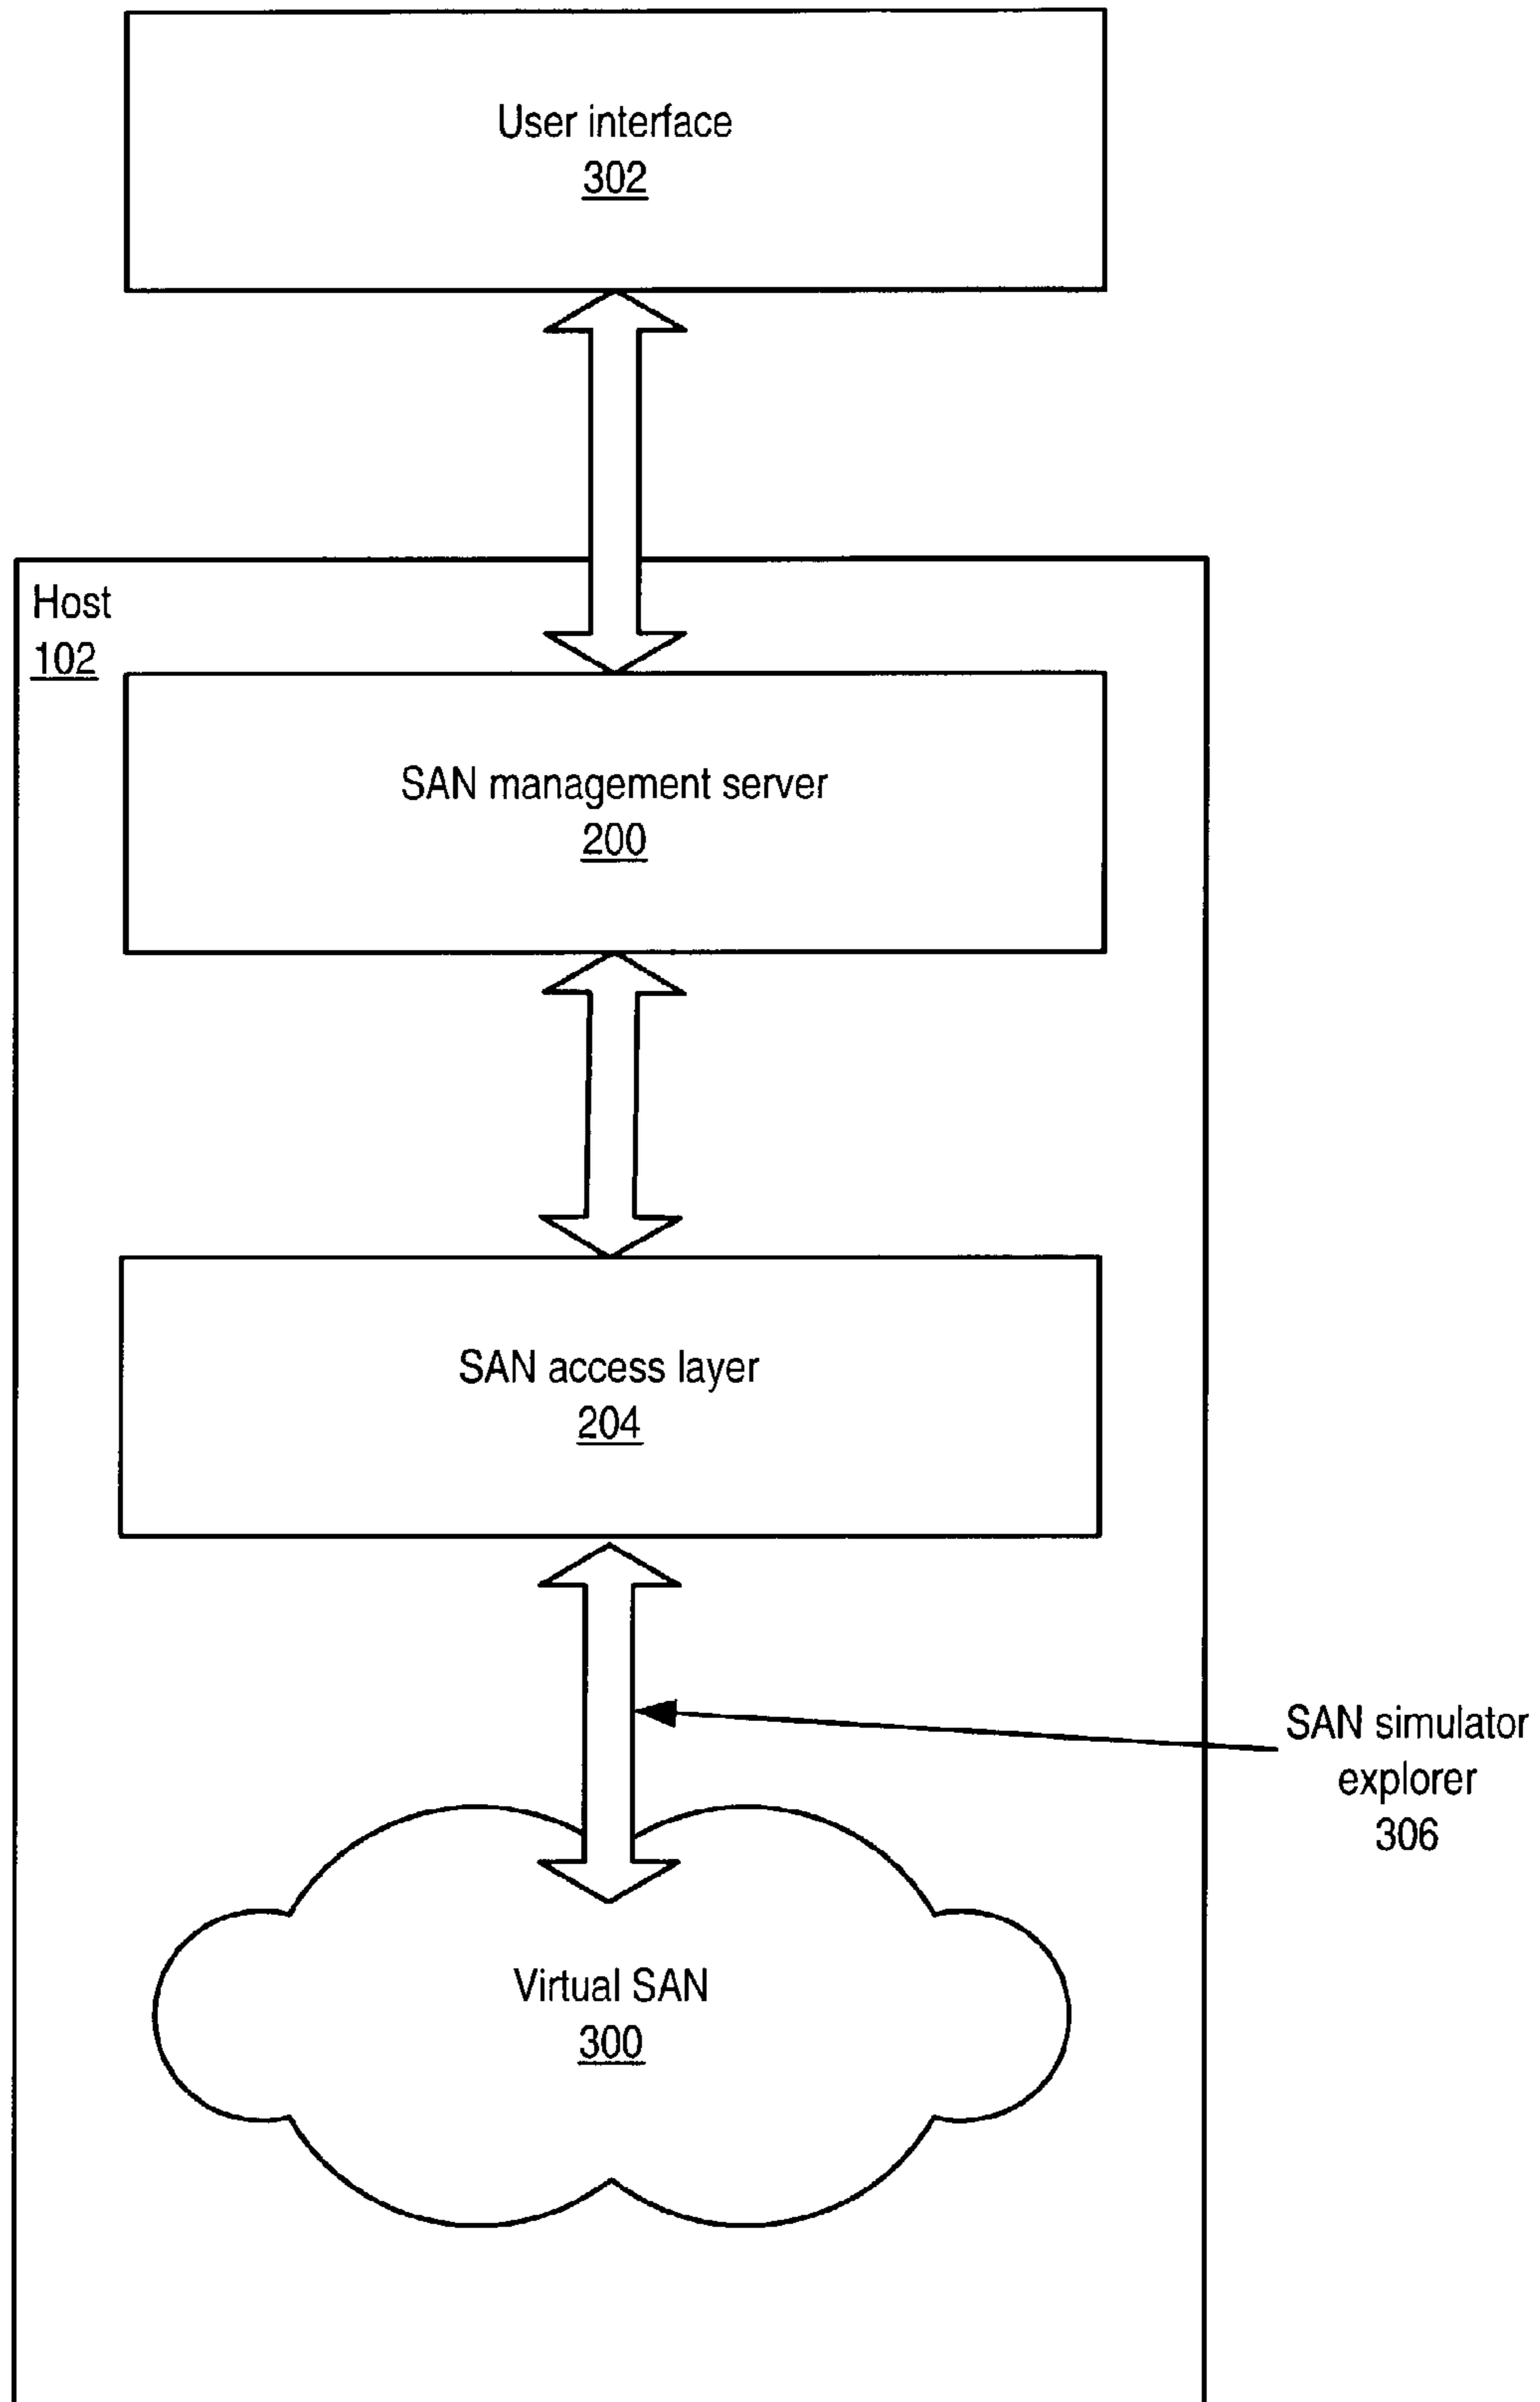 User interface
302
Host
102
SAN management server
200
SAN access layer
204
SAN simulator
explorer
306
Virtual SAN
300